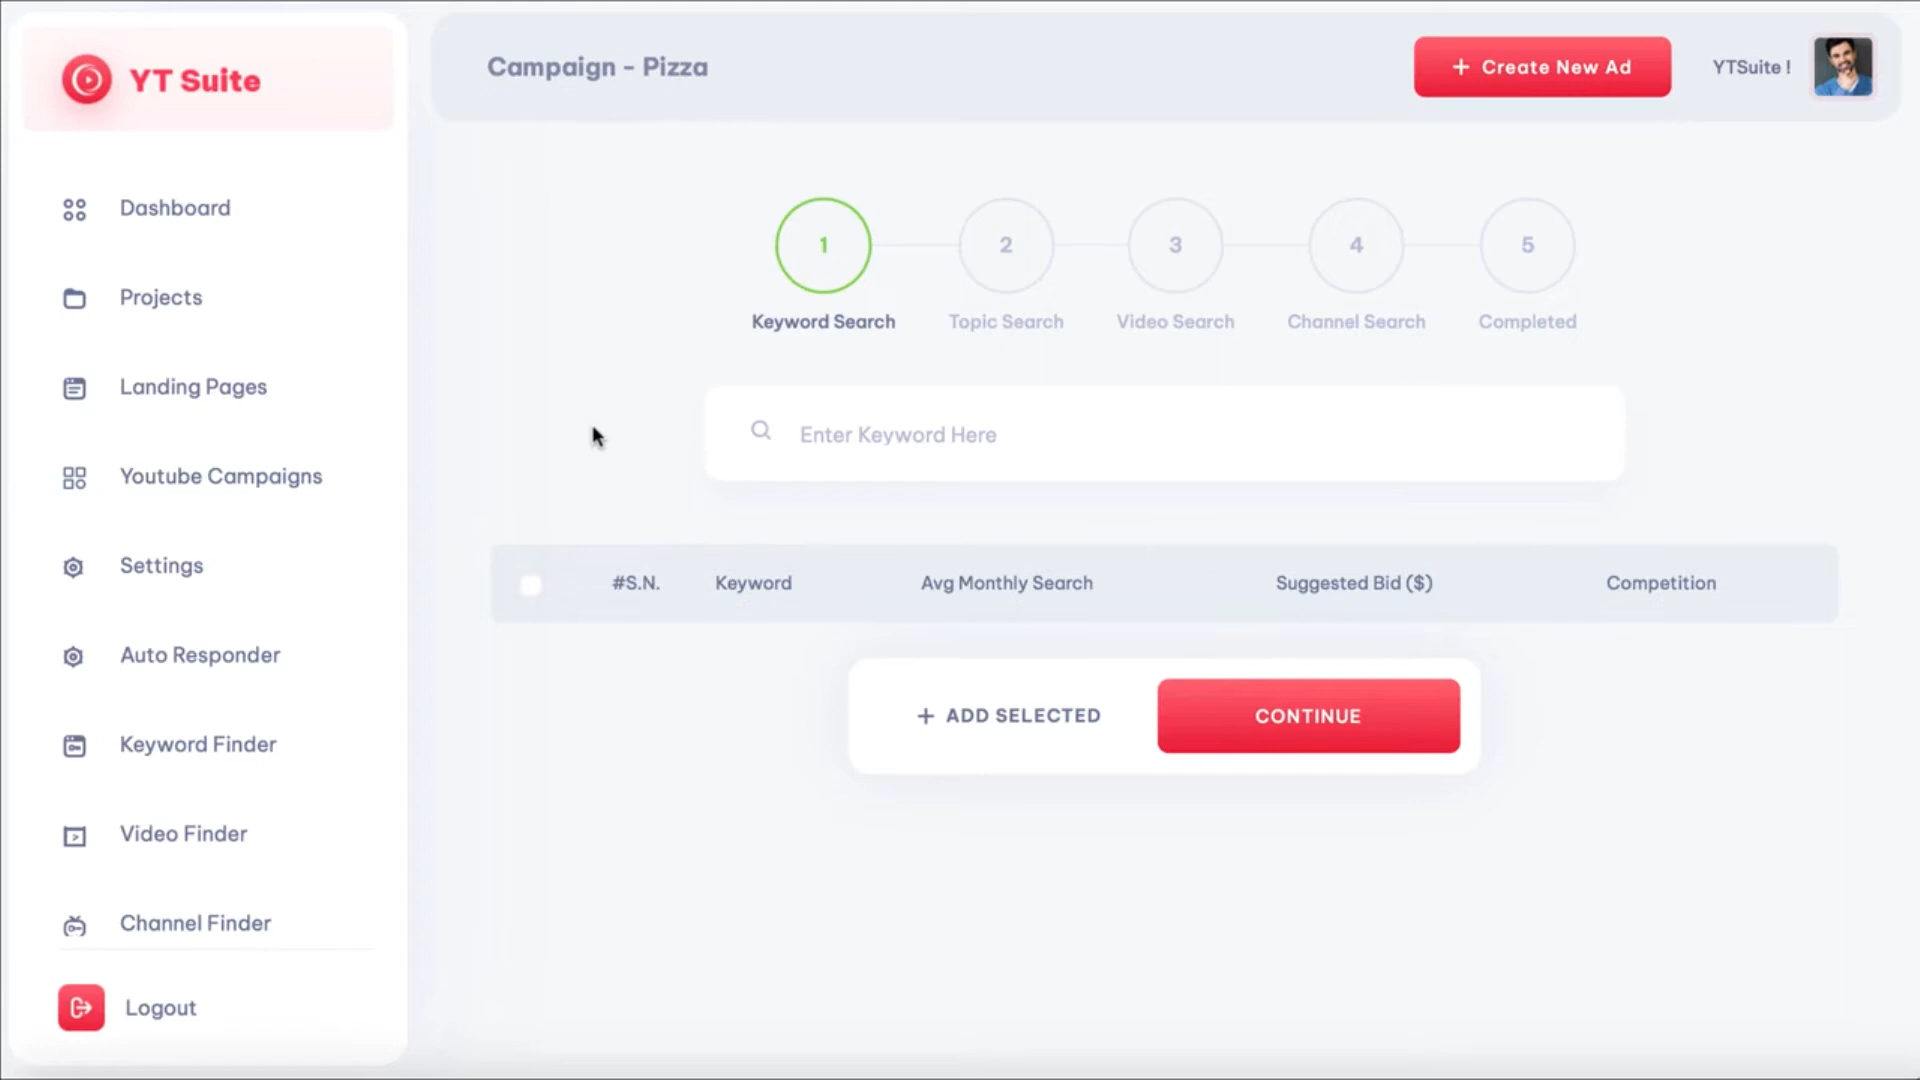 YT Suite
Campaign - Pizza
+ Create New Ad
YTSuite !
Dashboard
Projects
Landing Pages
Youtube Campaigns
Settings
Auto Responder
Keyword Finder
Video Finder
Channel Finder
Logout
1 2 3 4 5
Keyword Search Topic Search Video Search Channel Search Completed
Enter Keyword Here
#S.N. Keyword Avg Monthly Search Suggested Bid ($) Competition
+ ADD SELECTED CONTINUE